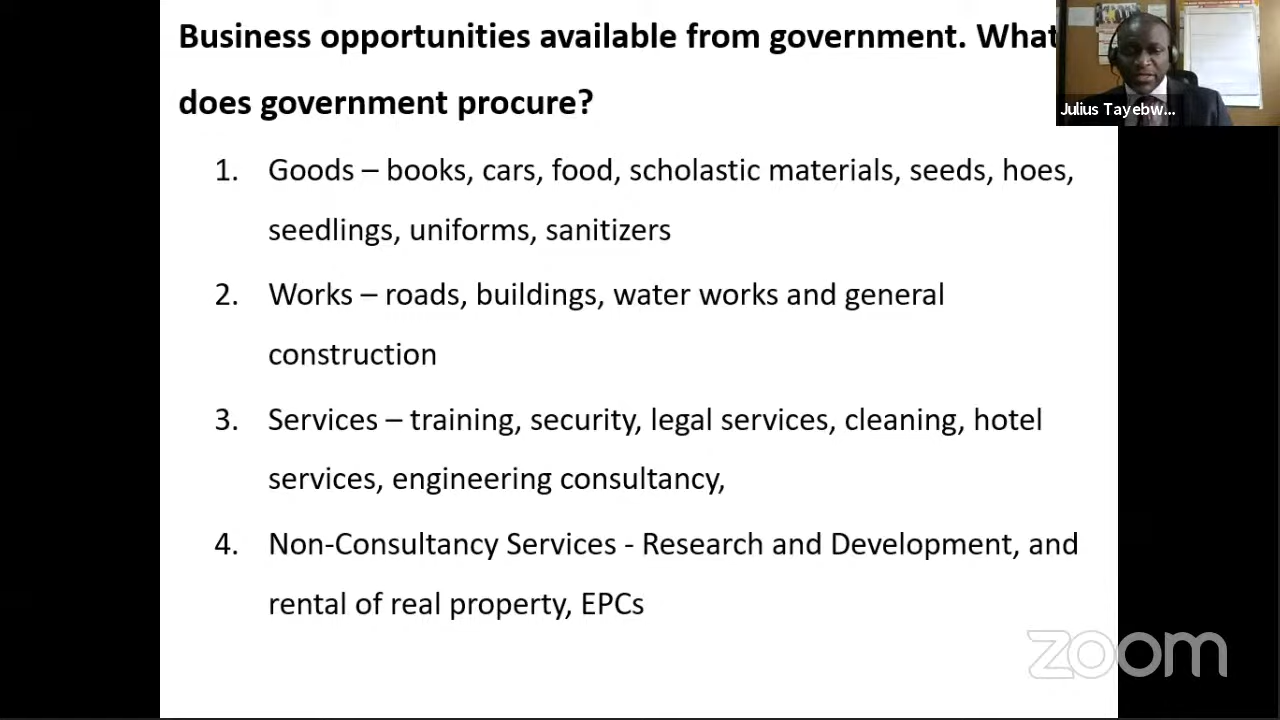 Business opportunities available from government. What
does government procure?
1. Goods – books, cars, food, scholastic materials, seeds, hoes,
seedlings, uniforms, sanitizers
2. Works – roads, buildings, water works and general
construction
3. Services – training, security, legal services, cleaning, hotel
services, engineering consultancy,
4. Non-Consultancy Services - Research and Development, and
rental of real property, EPCs
Julius Tayebw...
zoom